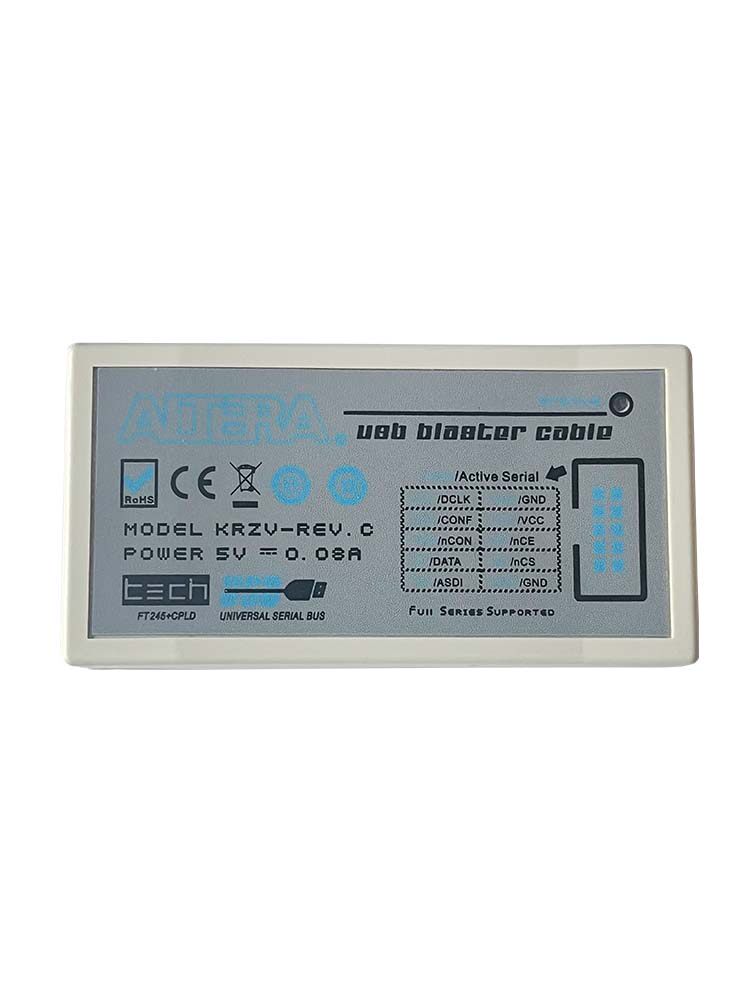 ALTERA
usb blaster cable
RoHS
CE
MODEL KRZV-REV.C
POWER 5V 0.08A
tech
FT245+CPLD
UNIVERSAL SERIAL BUS
/Active Serial
/DCLK /GND
/CONF /VCC
/nCON /nCE
/DATA /nCS
/ASDI /GND
Full Series Supported